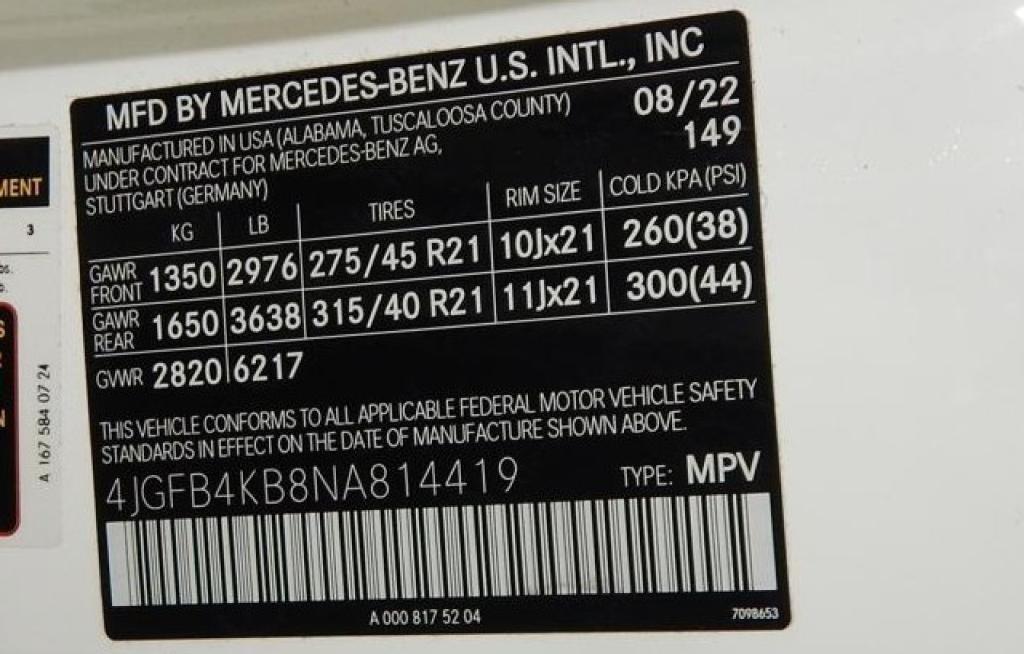 MFD BY MERCEDES-BENZ U.S. INTL., INC
MANUFACTURED IN USA (ALABAMA, TUSCALOOSA COUNTY) 08/22
UNDER CONTRACT FOR MERCEDES-BENZ AG, 149
STUTTGART (GERMANY)
KG LB TIRES RIM SIZE COLD KPA (PSI)
GAWR FRONT 1350 2976 275/45 R21 10Jx21 260(38)
GAWR REAR 1650 3638 315/40 R21 11Jx21 300(44)
GVWR 2820 6217
THIS VEHICLE CONFORMS TO ALL APPLICABLE FEDERAL MOTOR VEHICLE SAFETY
STANDARDS IN EFFECT ON THE DATE OF MANUFACTURE SHOWN ABOVE.
4JGFB4KB8NA814419 TYPE: MPV
A 000 817 52 04 7098653
3
A 167 584 07 24